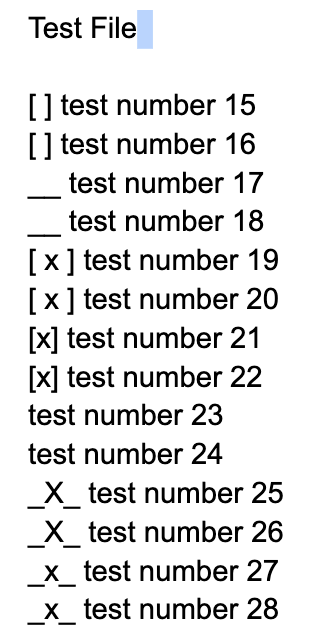 Test File
[ ] test number 15
[ ] test number 16
__ test number 17
__ test number 18
[ x ] test number 19
[ x ] test number 20
[x] test number 21
[x] test number 22
test number 23
test number 24
_X_ test number 25
_X_ test number 26
_x_ test number 27
_x_ test number 28